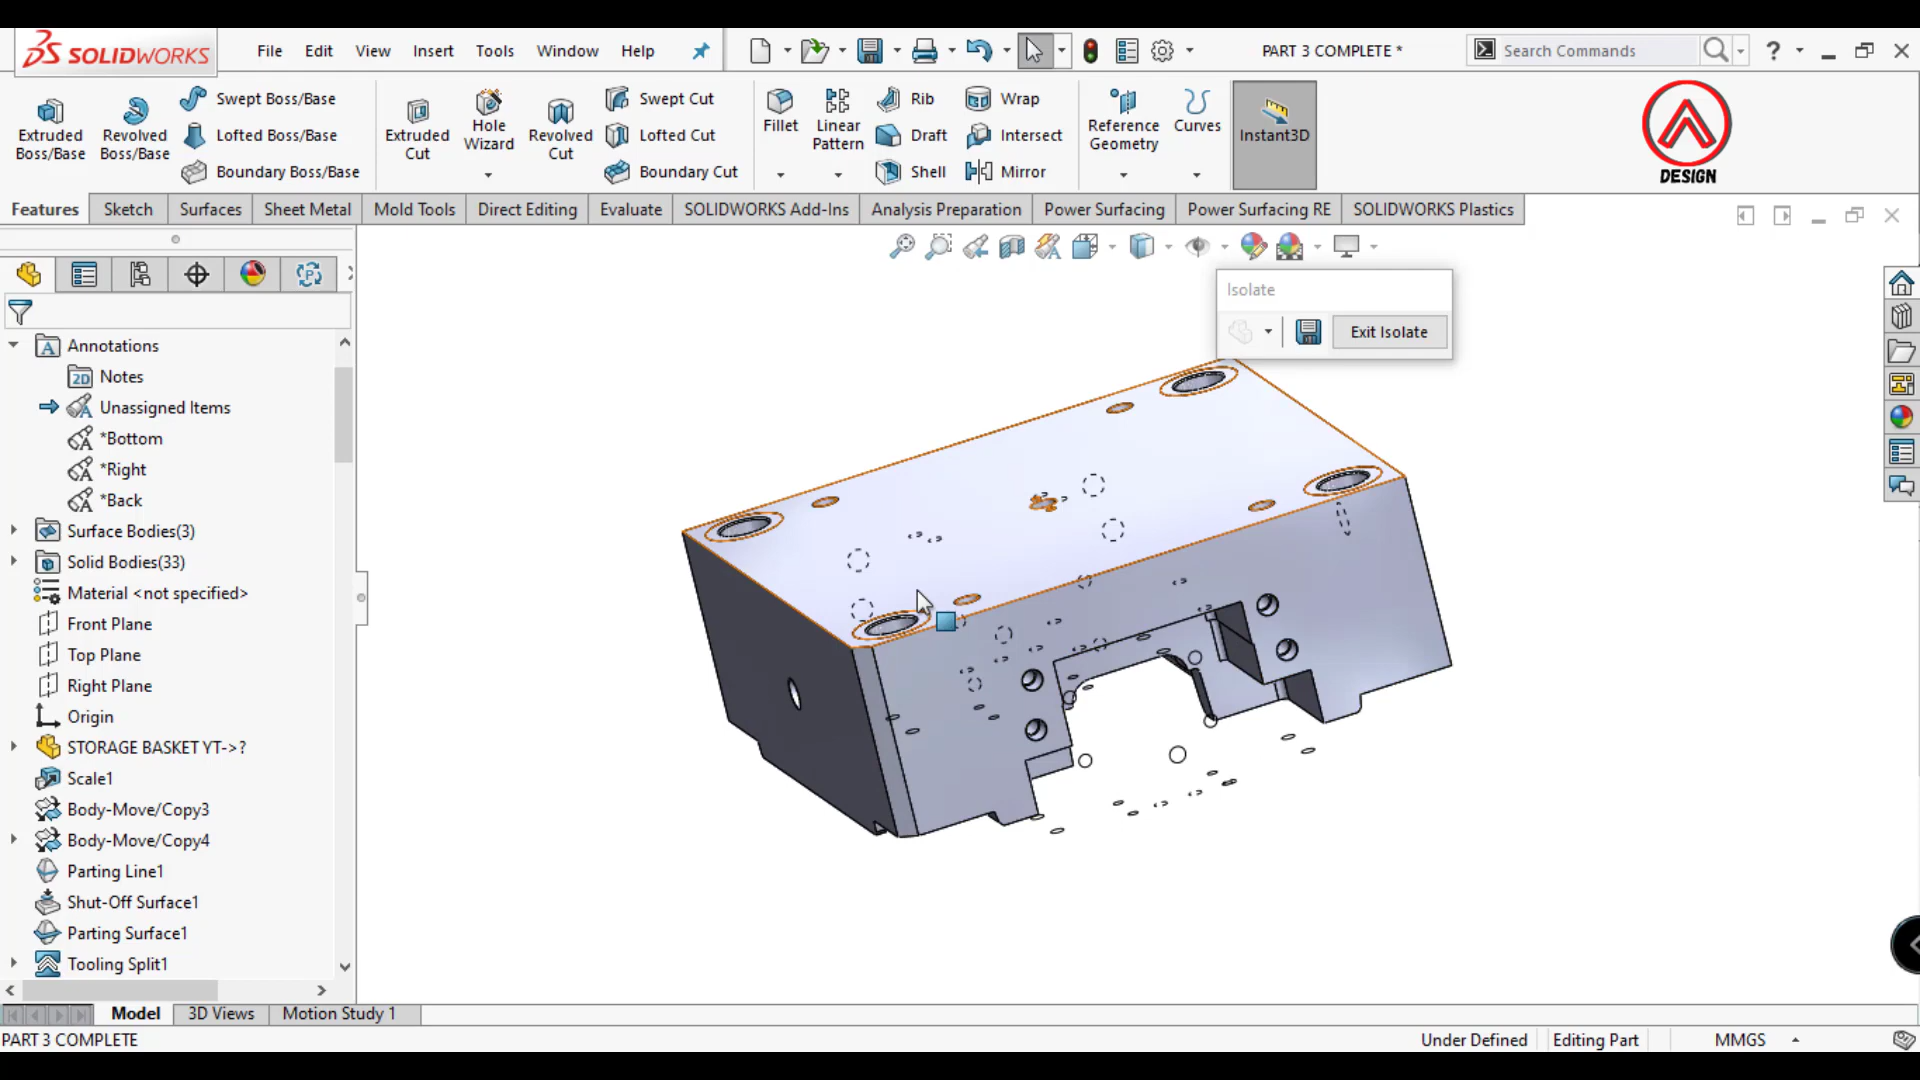 SOLIDWORKS
File Edit View Insert Tools Window Help
PART 3 COMPLETE *
Search Commands
Extruded Boss/Base
Revolved Boss/Base
Swept Boss/Base
Lofted Boss/Base
Boundary Boss/Base
Extruded Cut
Hole Wizard
Revolved Cut
Swept Cut
Lofted Cut
Boundary Cut
Fillet
Linear Pattern
Rib
Draft
Shell
Wrap
Intersect
Mirror
Reference Geometry
Curves
Instant3D
DESIGN
Features Sketch Surfaces Sheet Metal Mold Tools Direct Editing Evaluate SOLIDWORKS Add-Ins Analysis Preparation Power Surfacing Power Surfacing RE SOLIDWORKS Plastics
Isolate
Exit Isolate
Annotations
Notes
Unassigned Items
*Bottom
*Right
*Back
Surface Bodies(3)
Solid Bodies(33)
Material <not specified>
Front Plane
Top Plane
Right Plane
Origin
STORAGE BASKET YT->?
Scale1
Body-Move/Copy3
Body-Move/Copy4
Parting Line1
Shut-Off Surface1
Parting Surface1
Tooling Split1
Model 3D Views Motion Study 1
PART 3 COMPLETE
Under Defined Editing Part MMGS